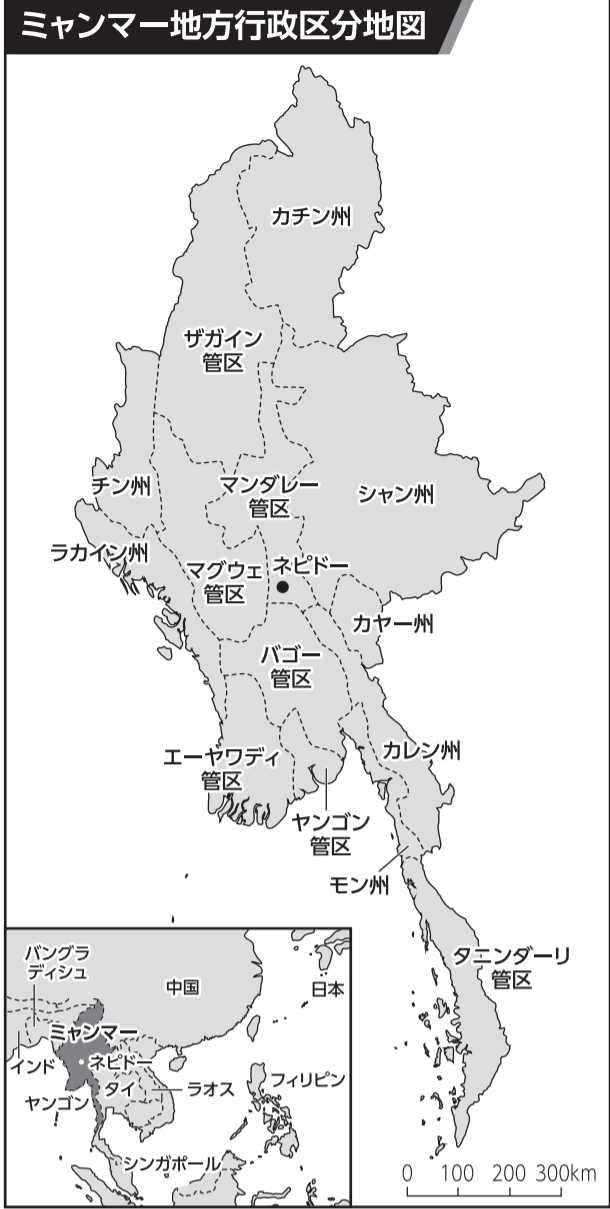 ミャンマー地方行政区分地図
カチン州
ザガイン
管区
チン州
マンダレー
管区
シャン州
ラカイン州
マグウェ
管区
ネピドー
カヤー州
バゴー
管区
エーヤワディ
管区
カレン州
ヤンゴン
管区
モン州
タニンダーリ
管区
バングラ
ディシュ
中国
日本
ミャンマー
インド
ネピドー
タイ
ラオス
フィリピン
ヤンゴン
シンガポール
0 100 200 300km